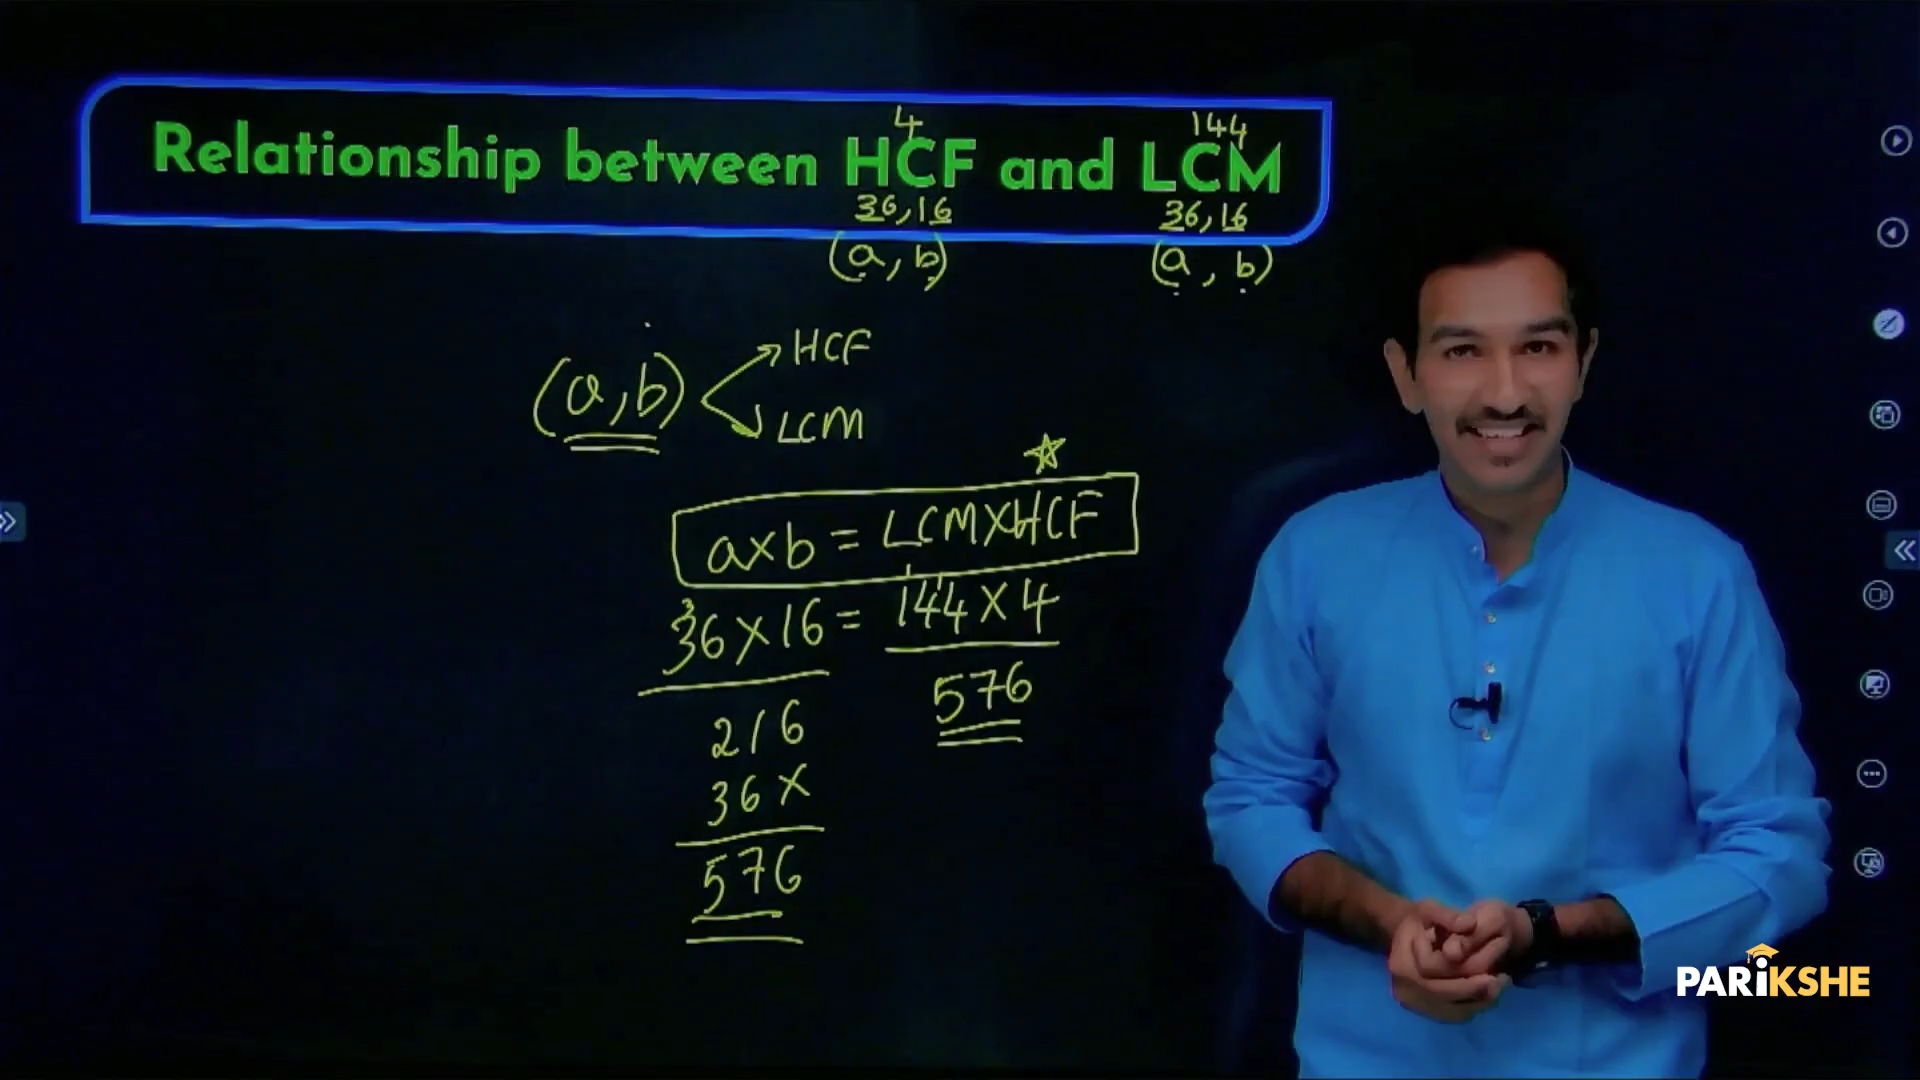 4
144
Relationship between HCF and LCM
36,16
36,16
(a, b)
(a, b)
(a,b)
HCF
LCM
a×b = LCM×HCF
36×16 = 144×4
216
36×
576
576
PARiKSHE